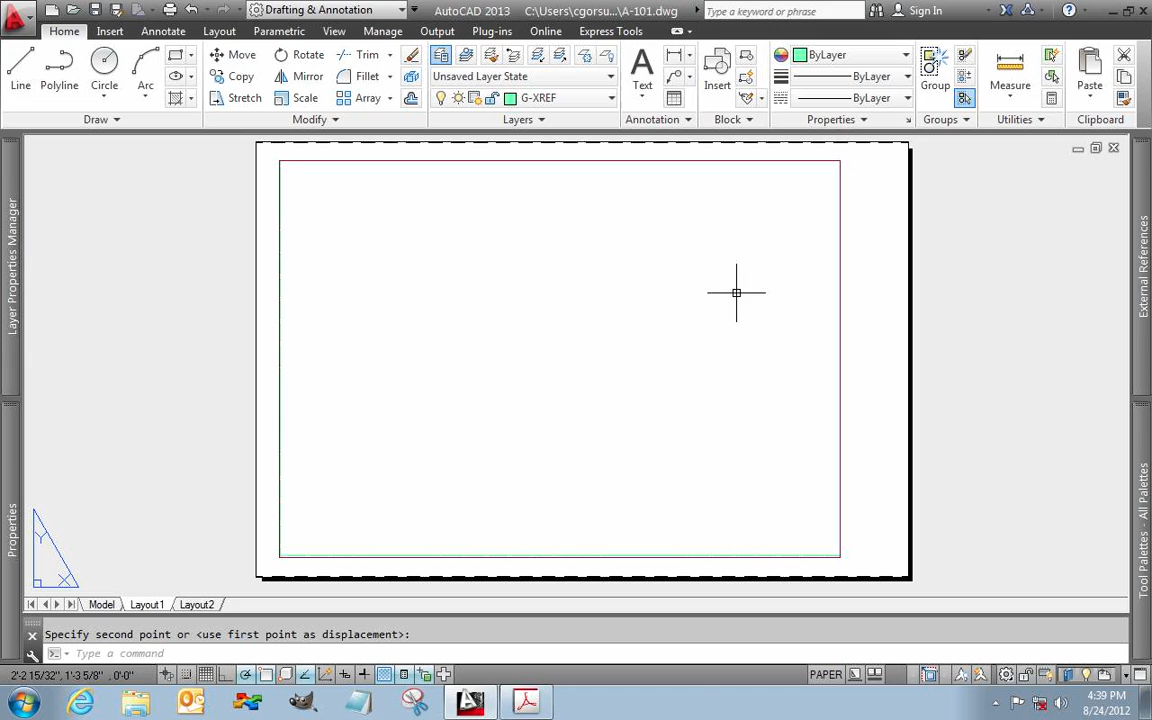 Drafting & Annotation
AutoCAD 2013 C:\Users\cgorsu...\A-101.dwg
Type a keyword or phrase
Sign In
Home Insert Annotate Layout Parametric View Manage Output Plug-ins Online Express Tools
Line Polyline Circle Arc
Move Rotate Trim
Copy Mirror Fillet
Stretch Scale Array
Unsaved Layer State
G-XREF
Text
Insert
ByLayer
ByLayer
ByLayer
Group
Measure
Paste
Draw Modify Layers Annotation Block Properties Groups Utilities Clipboard
Layer Properties Manager
Properties
External References
Tool Palettes - All Palettes
Y
X
Model Layout1 Layout2
Specify second point or <use first point as displacement>:
Type a command
2'-2 15/32", 1'-3 5/8", 0'-0"
PAPER
4:39 PM
8/24/2012